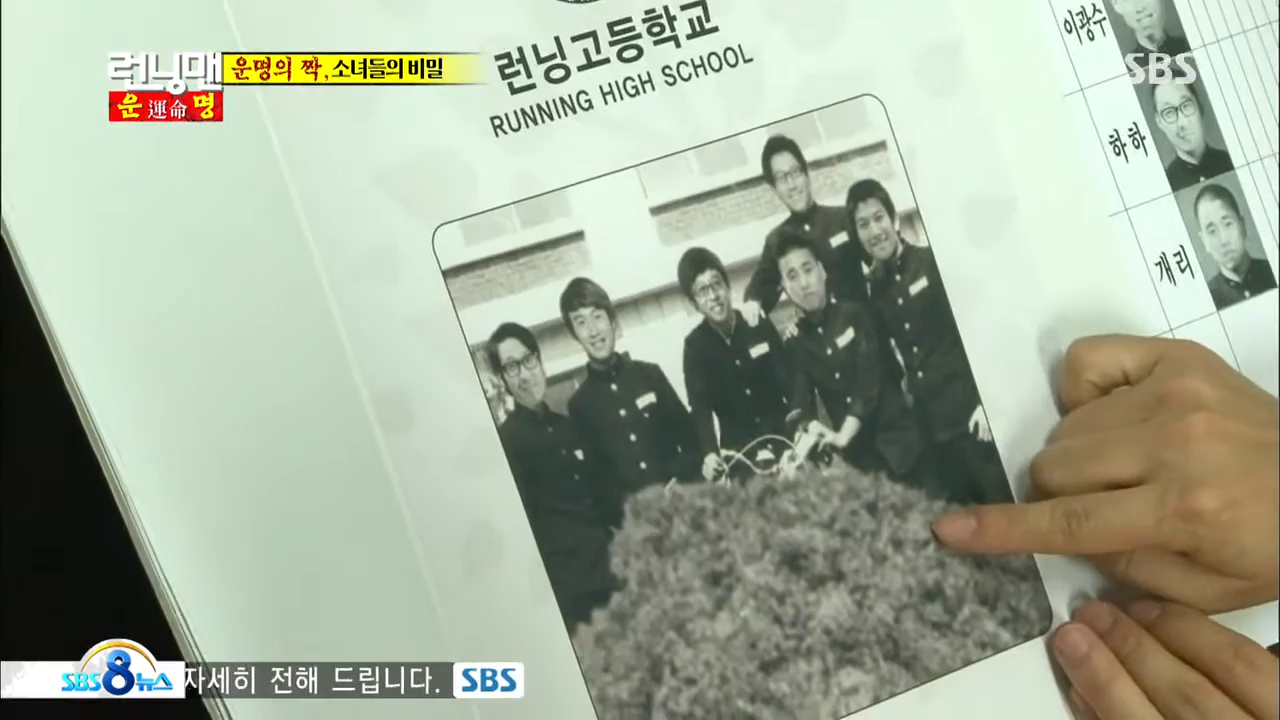 런닝맨
운명의 짝, 소녀들의 비밀
운 運命 명
런닝고등학교
RUNNING HIGH SCHOOL
이광수
하하
개리
SBS
SBS 8 뉴스
자세히 전해 드립니다.
SBS